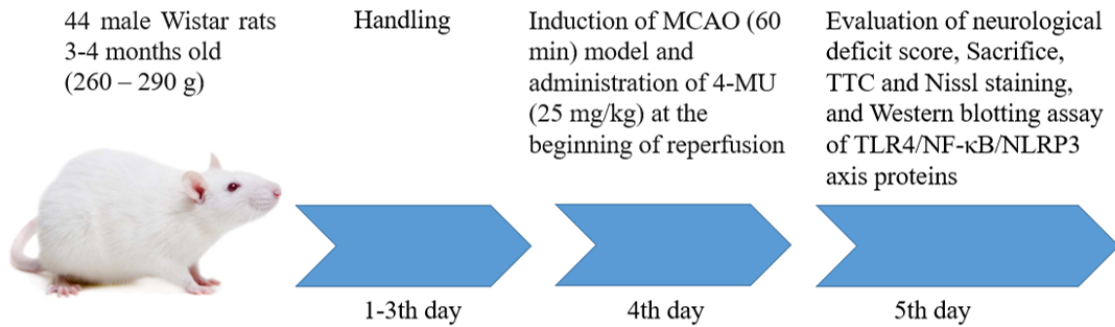 44 male Wistar rats
3-4 months old
(260 – 290 g)
Handling
Induction of MCAO (60
min) model and
administration of 4-MU
(25 mg/kg) at the
beginning of reperfusion
Evaluation of neurological
deficit score, Sacrifice,
TTC and Nissl staining,
and Western blotting assay
of TLR4/NF-κB/NLRP3
axis proteins
1-3th day
4th day
5th day